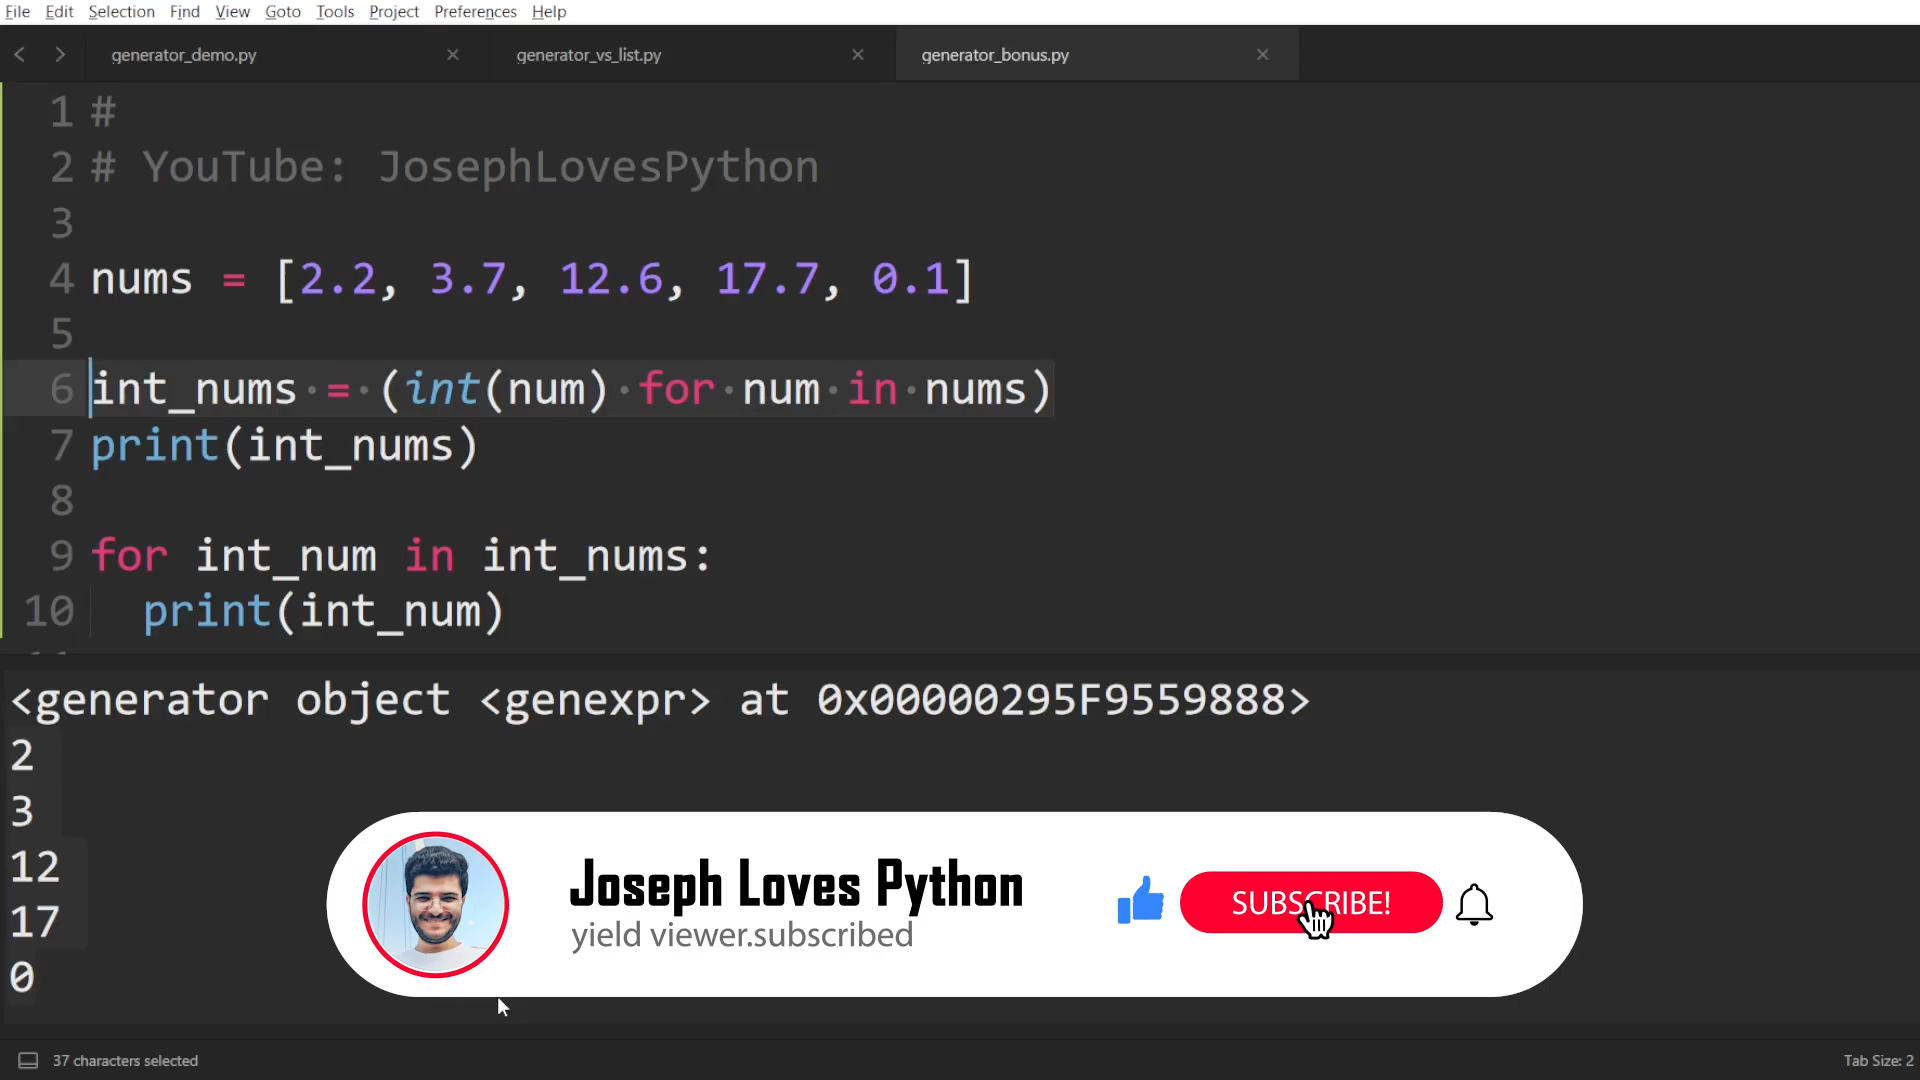 File Edit Selection Find View Goto Tools Project Preferences Help
generator_demo.py generator_vs_list.py generator_bonus.py
1 #
2 # YouTube: JosephLovesPython
3
4 nums = [2.2, 3.7, 12.6, 17.7, 0.1]
5
6 int_nums = (int(num) for num in nums)
7 print(int_nums)
8
9 for int_num in int_nums:
10 print(int_num)
<generator object <genexpr> at 0x00000295F9559888>
2
3
12
17
0
Joseph Loves Python
yield viewer.subscribed
SUBSCRIBE!
37 characters selected
Tab Size: 2